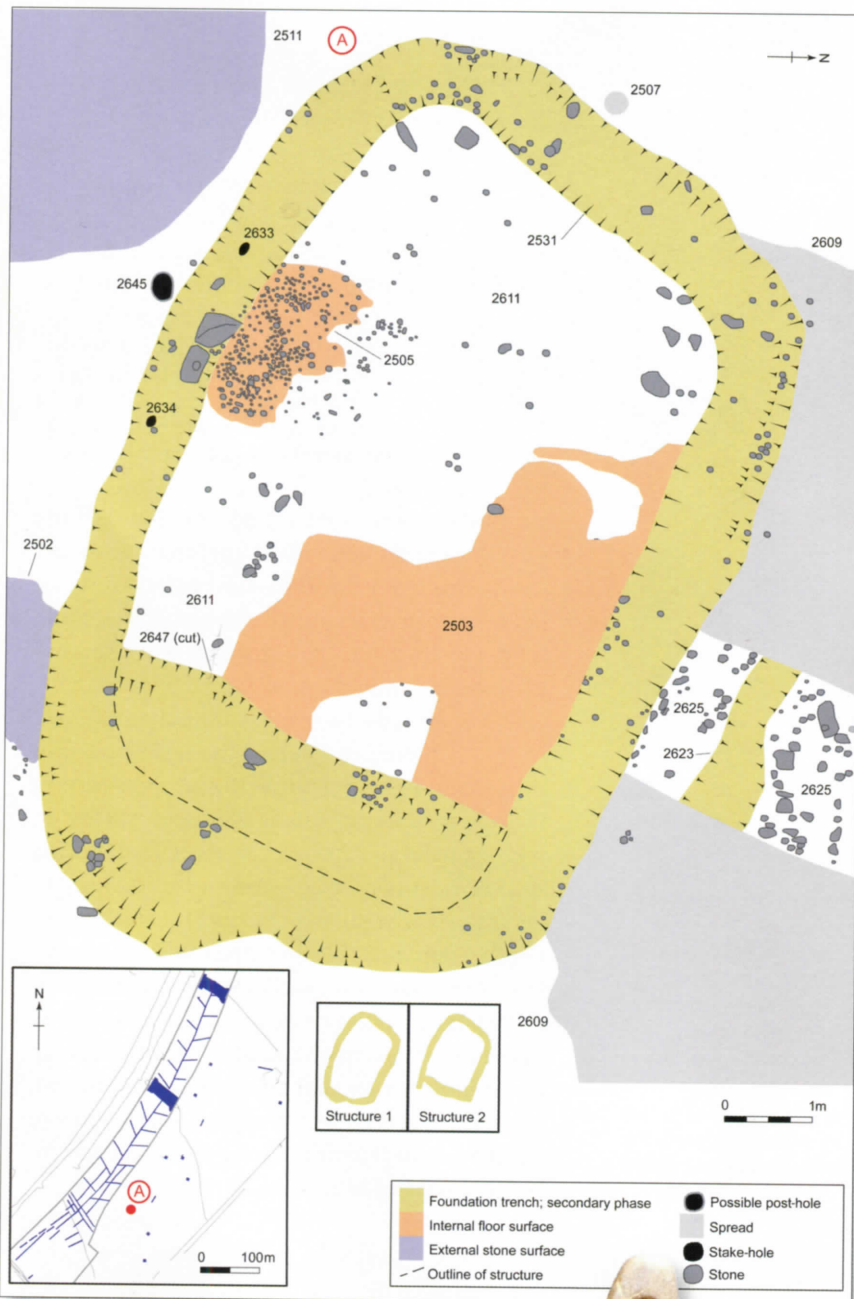 2511
A
N
2507
2609
2633
2531
2645
2611
2505
2634
2502
2611
2503
2647 (cut)
2625
2623
2625
N
A
0 100m
2609
Structure 1
Structure 2
0 1m
Foundation trench; secondary phase
Internal floor surface
External stone surface
Outline of structure
Possible post-hole
Spread
Stake-hole
Stone